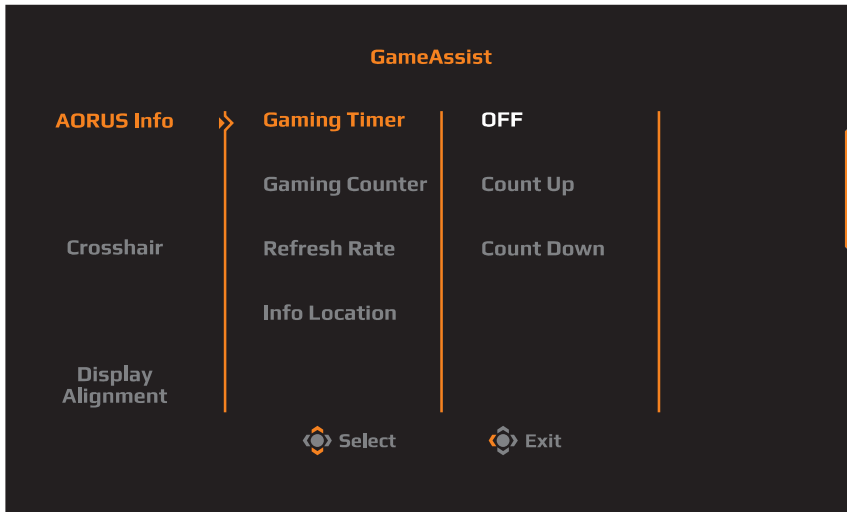 GameAssist
AORUS Info
Gaming Timer
OFF
Gaming Counter
Count Up
Crosshair
Refresh Rate
Count Down
Info Location
Display
Alignment
Select
Exit